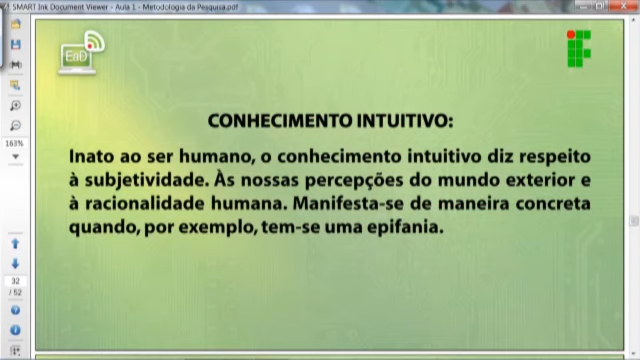 SMART Ink Document Viewer - Aula 1 - Metodologia da Pesquisa.pdf
EaD
CONHECIMENTO INTUITIVO:
Inato ao ser humano, o conhecimento intuitivo diz respeito
à subjetividade. Às nossas percepções do mundo exterior e
à racionalidade humana. Manifesta-se de maneira concreta
quando, por exemplo, tem-se uma epifania.
163%
32
/ 52